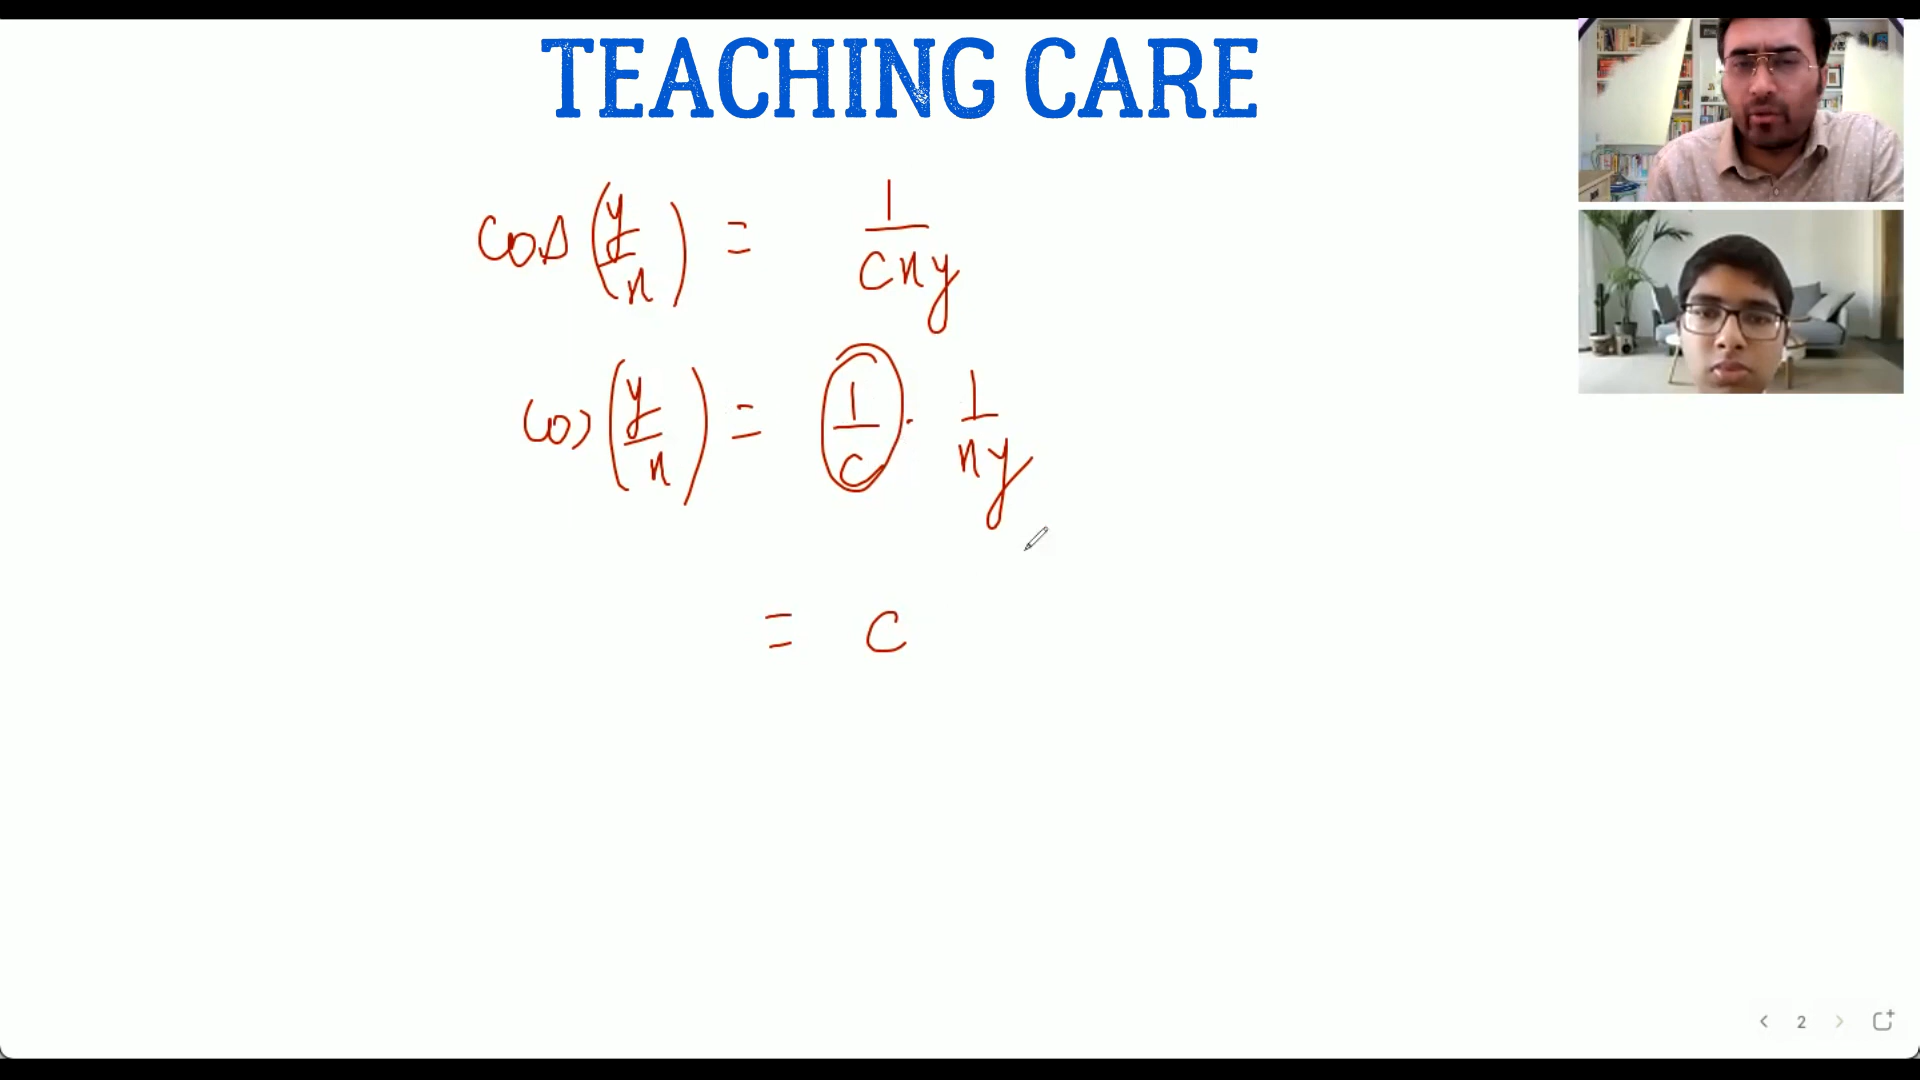 TEACHING CARE
cos(y/x) = 1/cxy
cos(y/x) = 1/c · 1/xy
= c
2